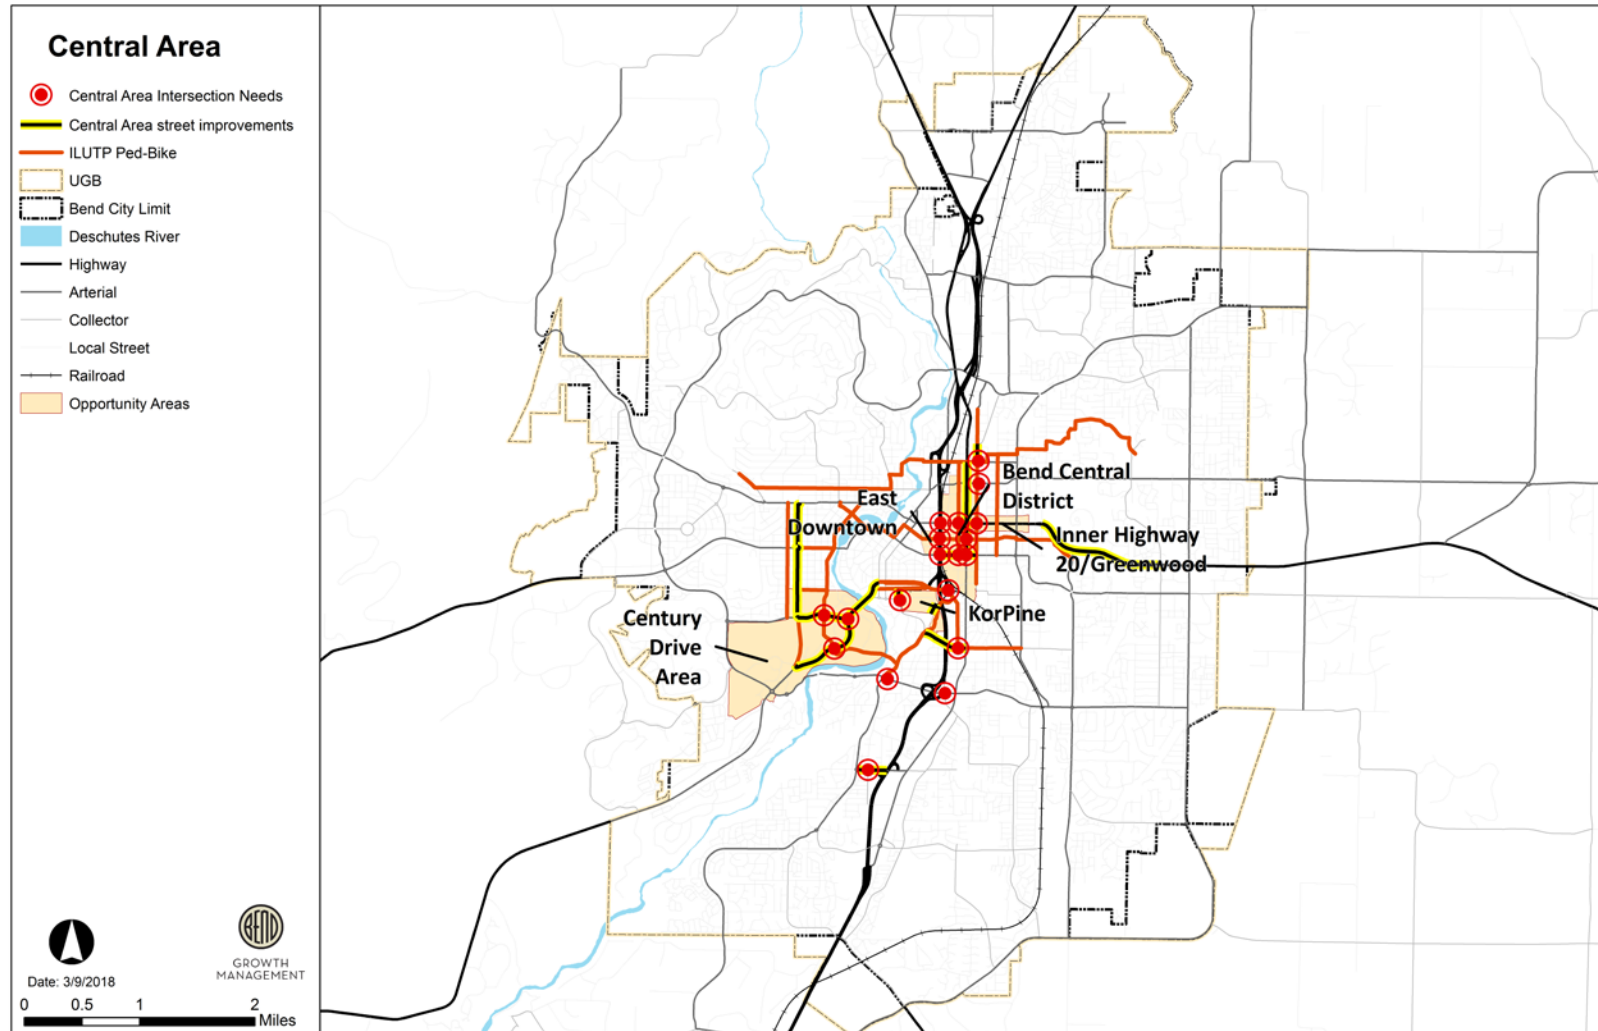 Central Area
Central Area Intersection Needs
Central Area street improvements
ILUTP Ped-Bike
UGB
Bend City Limit
Deschutes River
Highway
Arterial
Collector
Local Street
Railroad
Opportunity Areas
BEND
GROWTH
MANAGEMENT
Date: 3/9/2018
0 0.5 1 2
Miles
Bend Central
District
East
Downtown
Inner Highway
20/Greenwood
KorPine
Century
Drive
Area